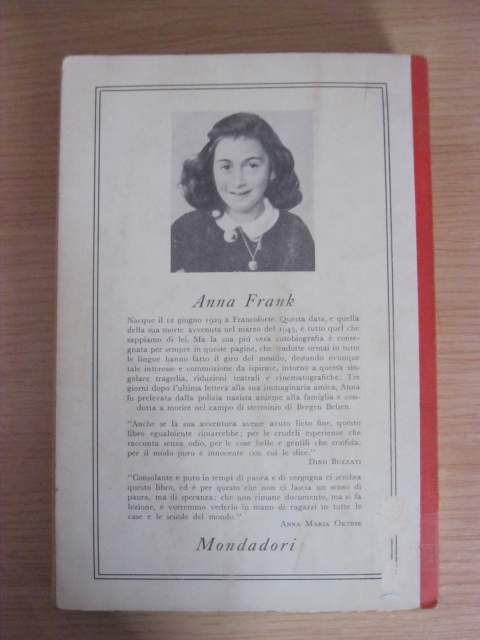 Anna Frank
Nacque il 12 giugno 1929 a Francoforte. Questa data, e quella
della sua morte avvenuta nel marzo del 1945, è tutto quel che
sappiamo di lei. Ma la sua più vera autobiografia è conse-
gnata per sempre in queste pagine, che tradotte ormai in tutte
le lingue hanno fatto il giro del mondo, destando ovunque
tale interesse e commozione da ispirare, intorno a questa sin-
golare tragedia, riduzioni teatrali e cinematografiche. Tre
giorni dopo l'ultima lettera alla sua immaginaria amica, Anna
fu prelevata dalla polizia nazista assieme alla famiglia e con-
dotta a morire nel campo di sterminio di Bergen Belsen.
"Anche se la sua avventura avesse avuto lieto fine, questo
libro egualmente rimarrebbe; per le crudeli esperienze che
racconta senza odio, per le cose belle e gentili che confida,
per il modo puro e innocente con cui le dice."
Dino Buzzati
"Consolante e puro in tempi di paura e di vergogna ci sembra
questo libro, ed è per questo che non ci lascia un senso di
paura, ma di speranza; che non rimane documento, ma si fa
lezione, e vorremmo vederlo in mano di ragazzi in tutte le
case e le scuole del mondo."
Anna Maria Ortese
Mondadori